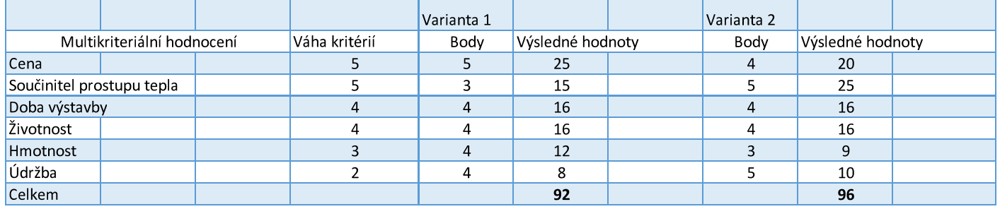 Varianta 1 Varianta 2
Multikriteriální hodnocení Váha kritérií Body Výsledné hodnoty Body Výsledné hodnoty
Cena 5 5 25 4 20
Součinitel prostupu tepla 5 3 15 5 25
Doba výstavby 4 4 16 4 16
Životnost 4 4 16 4 16
Hmotnost 3 4 12 3 9
Údržba 2 4 8 5 10
Celkem 92 96